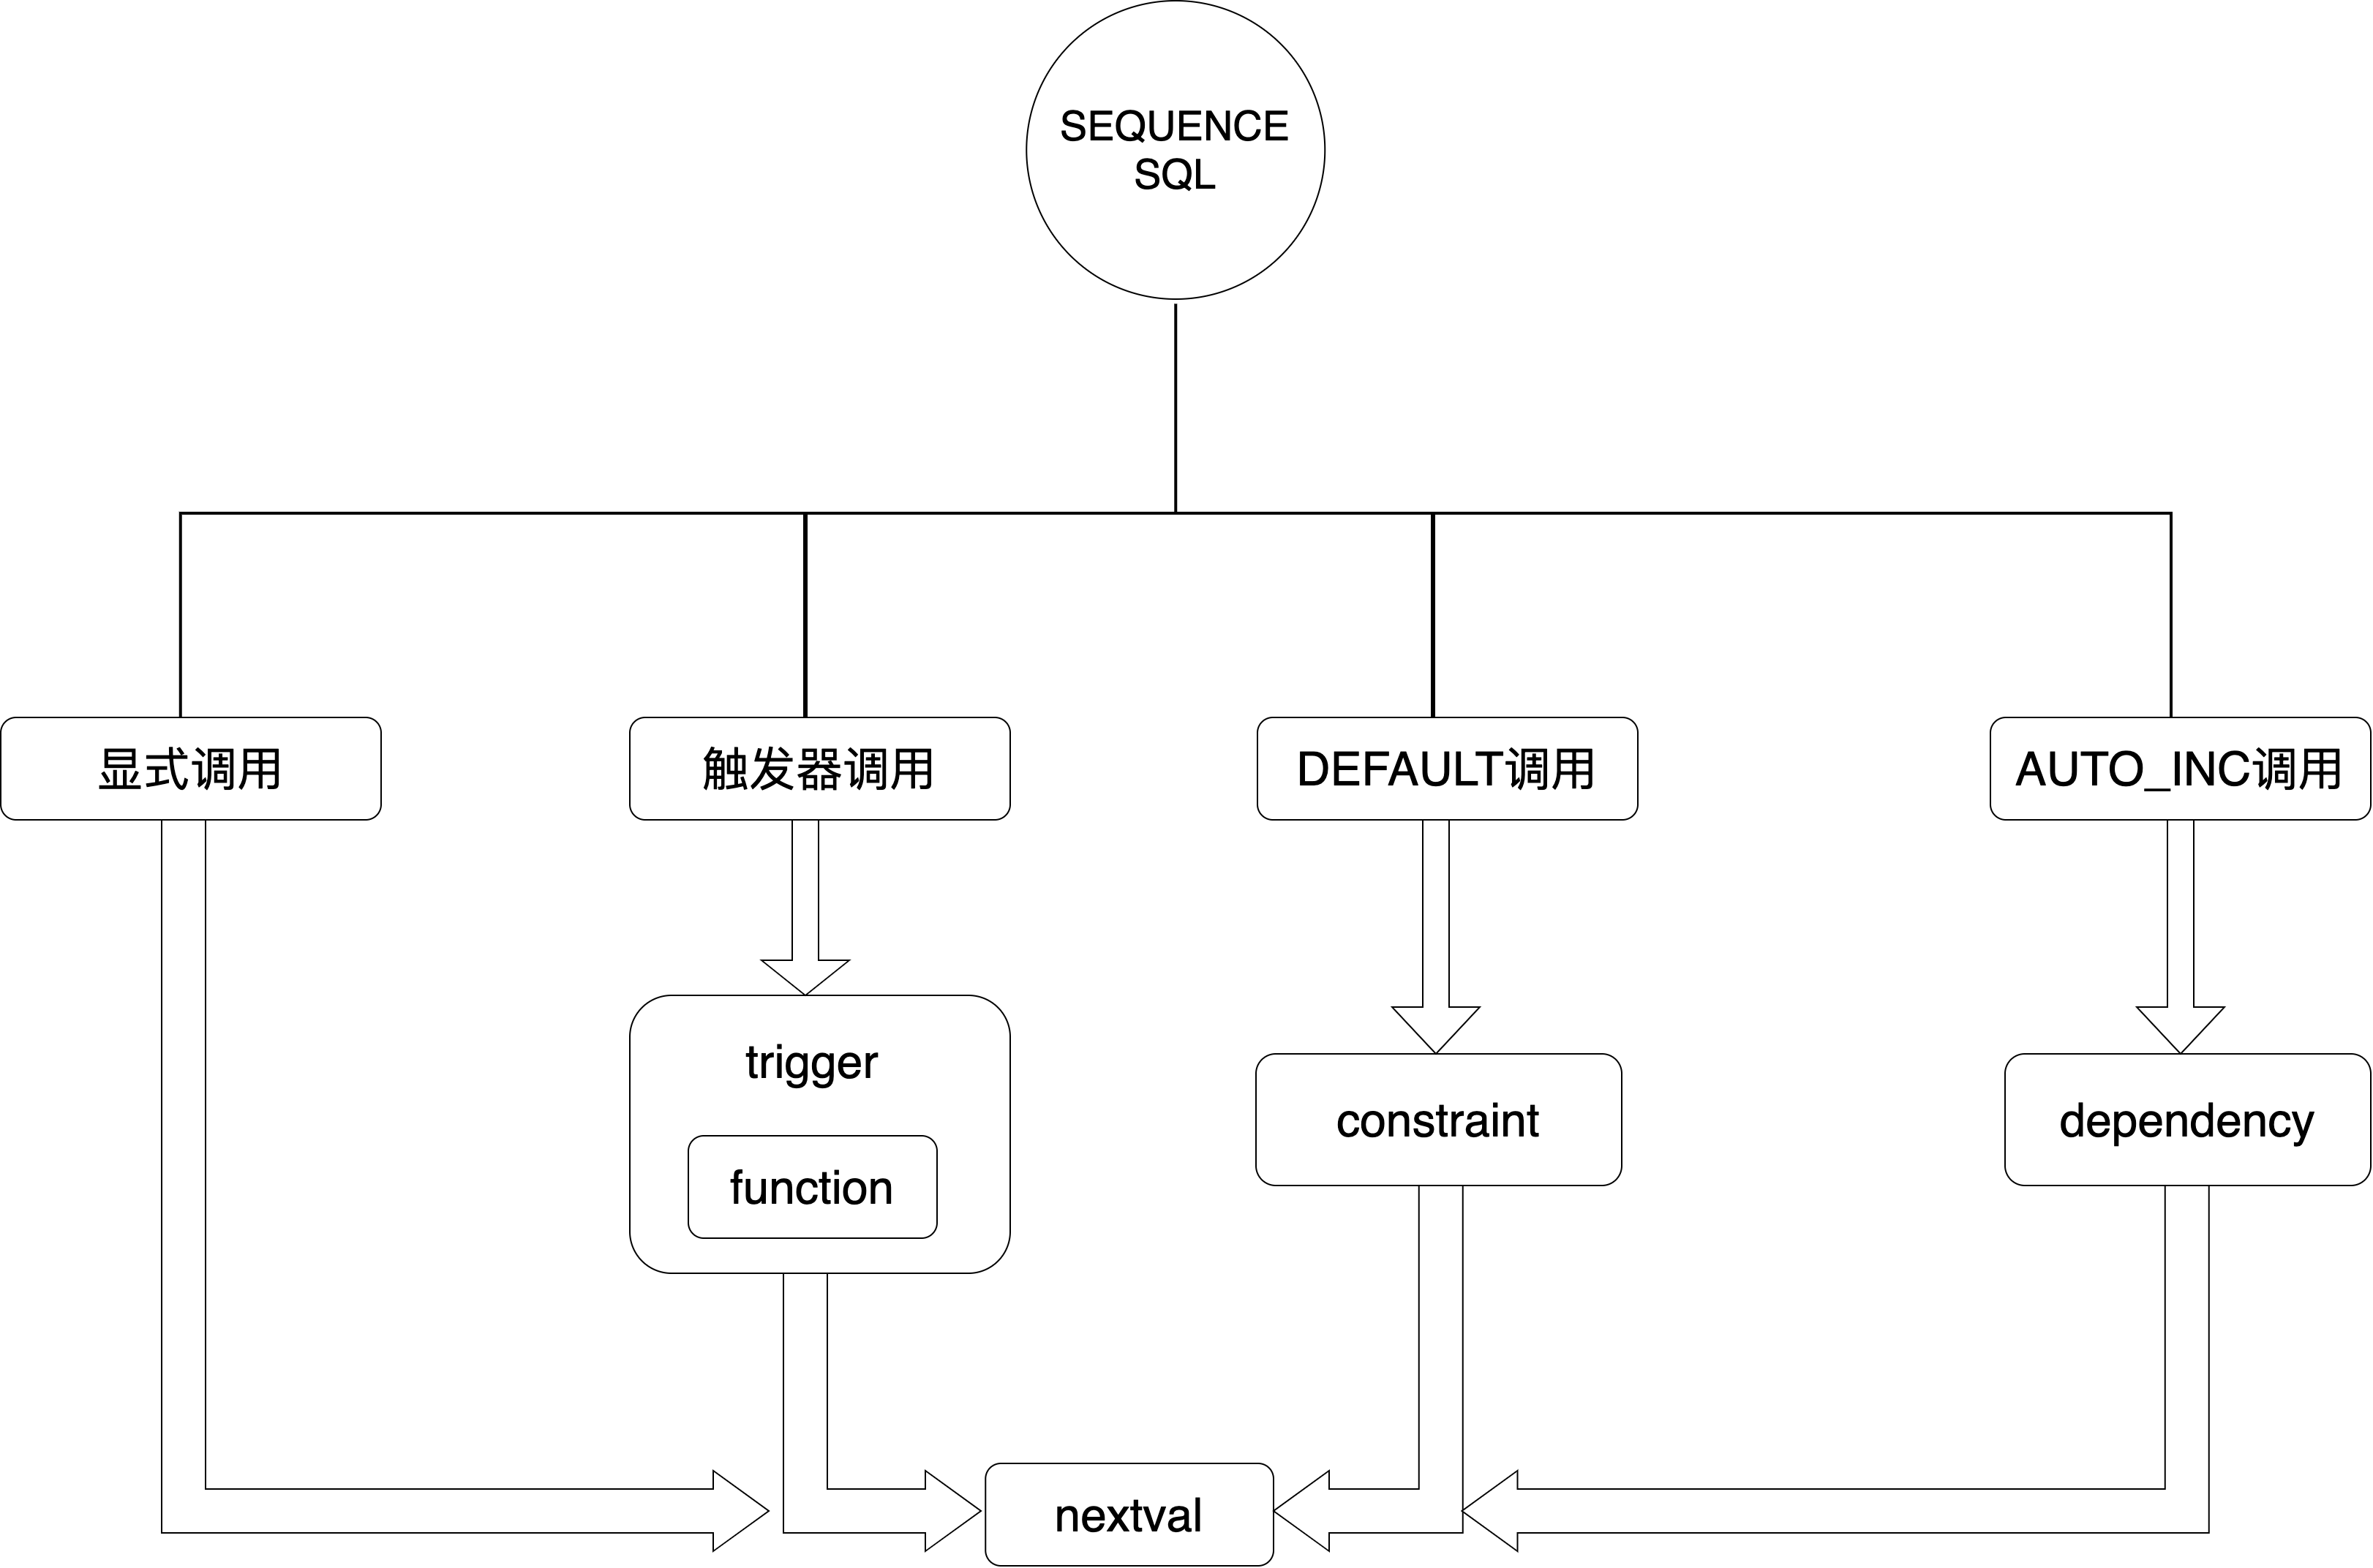 SEQUENCE
SQL
显式调用
触发器调用
DEFAULT调用
AUTO_INC调用
trigger
function
constraint
dependency
nextval